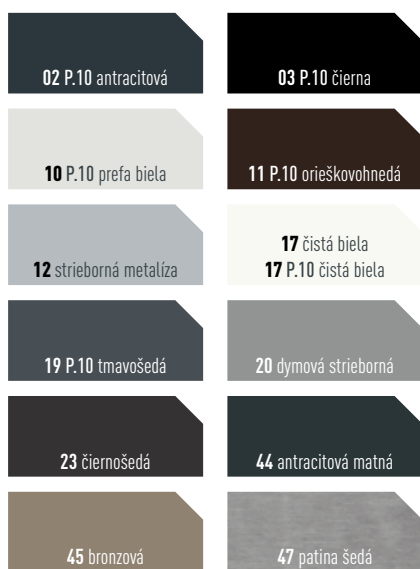 02 P.10 antracitová
03 P.10 čierna
10 P.10 prefa biela
11 P.10 orieškovohnedá
12 strieborná metalíza
17 čistá biela
17 P.10 čistá biela
19 P.10 tmavošedá
20 dymová strieborná
23 čiernošedá
44 antracitová matná
45 bronzová
47 patina šedá